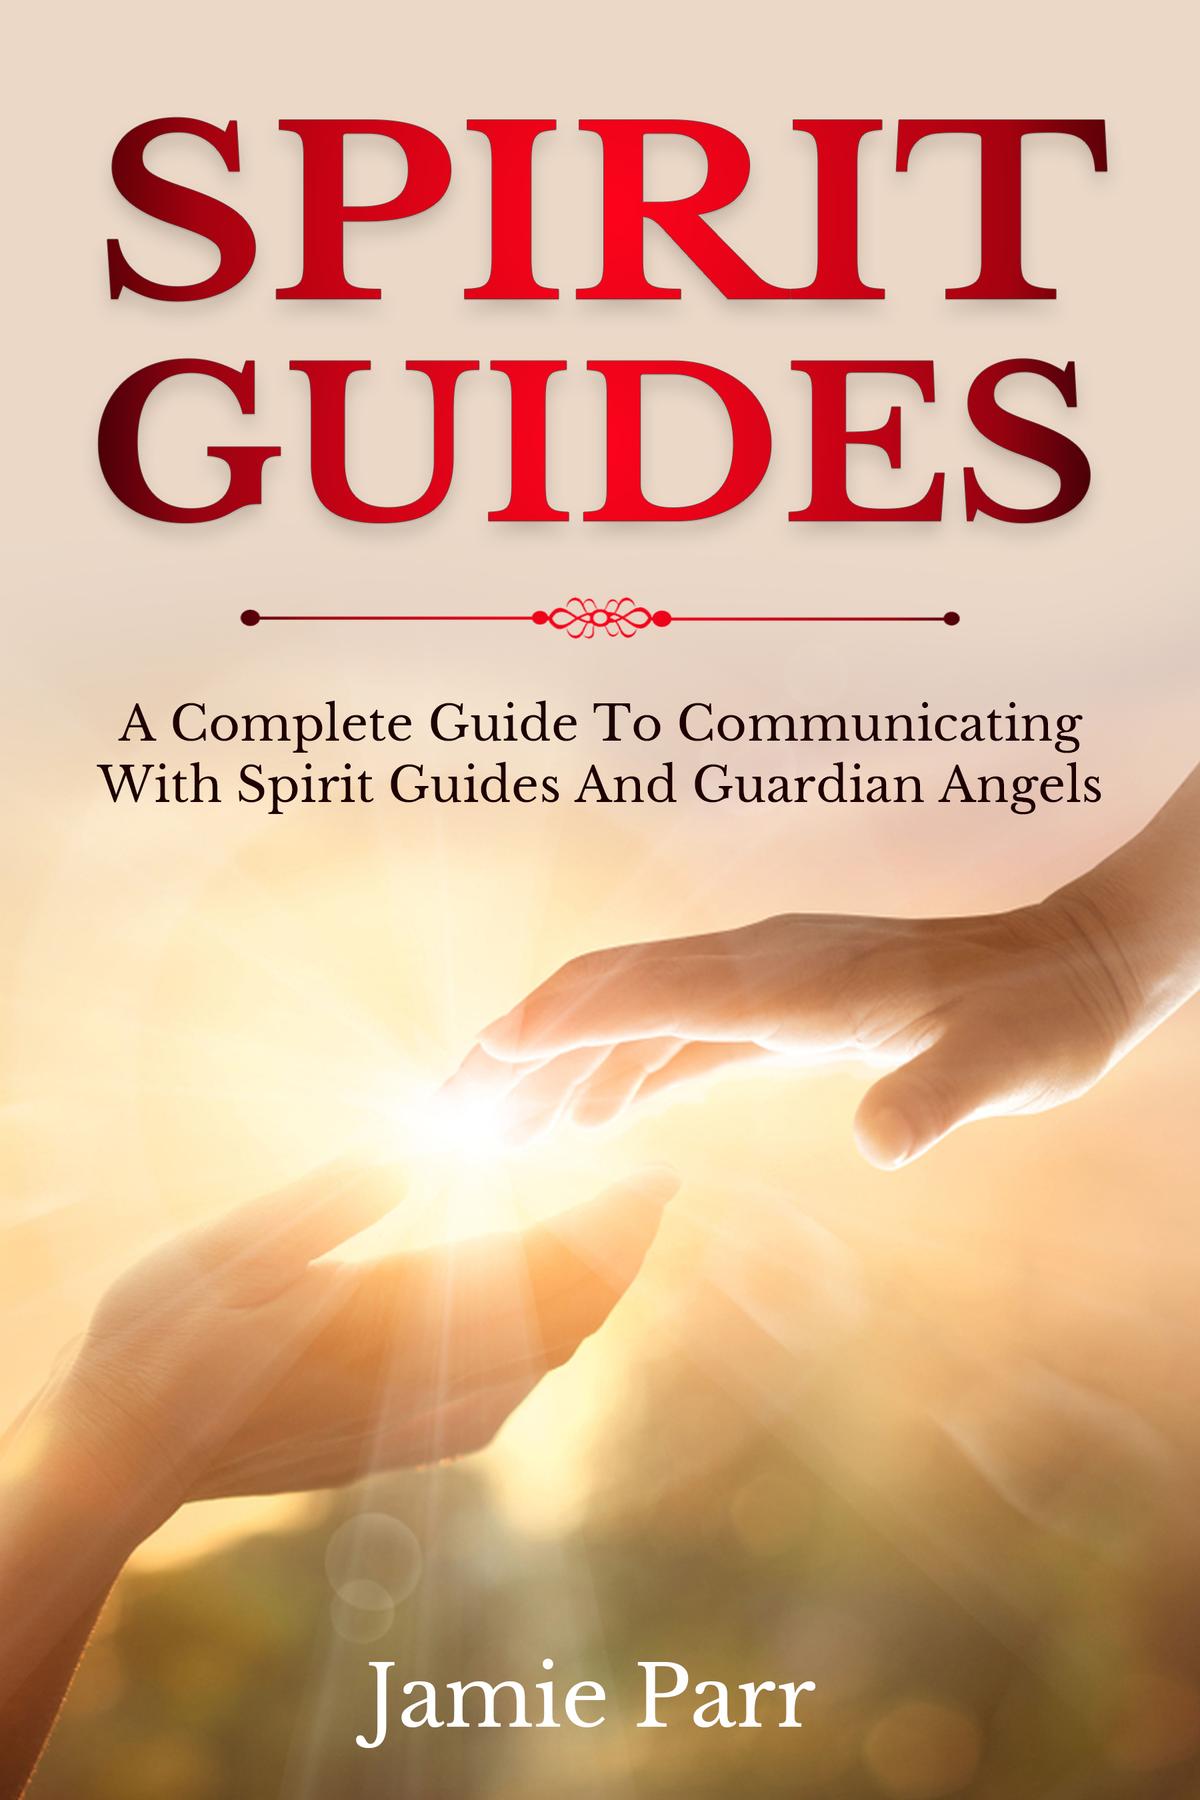 SPIRIT
GUIDES
A Complete Guide To Communicating
With Spirit Guides And Guardian Angels
Jamie Parr